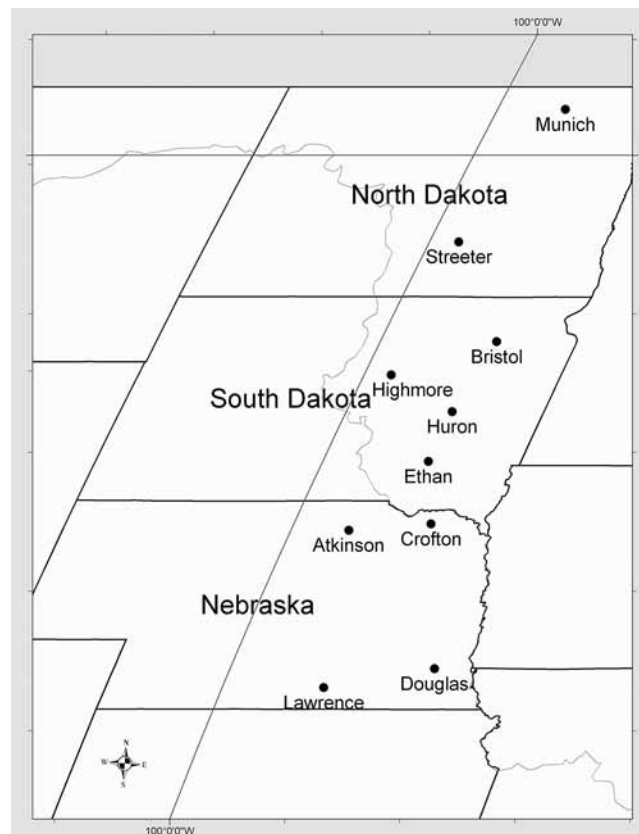 100°0'0"W
Munich
North Dakota
Streeter
Bristol
South Dakota
Highmore
Huron
Ethan
Atkinson
Crofton
Nebraska
Douglas
Lawrence
N
W E
S
100°0'0"W